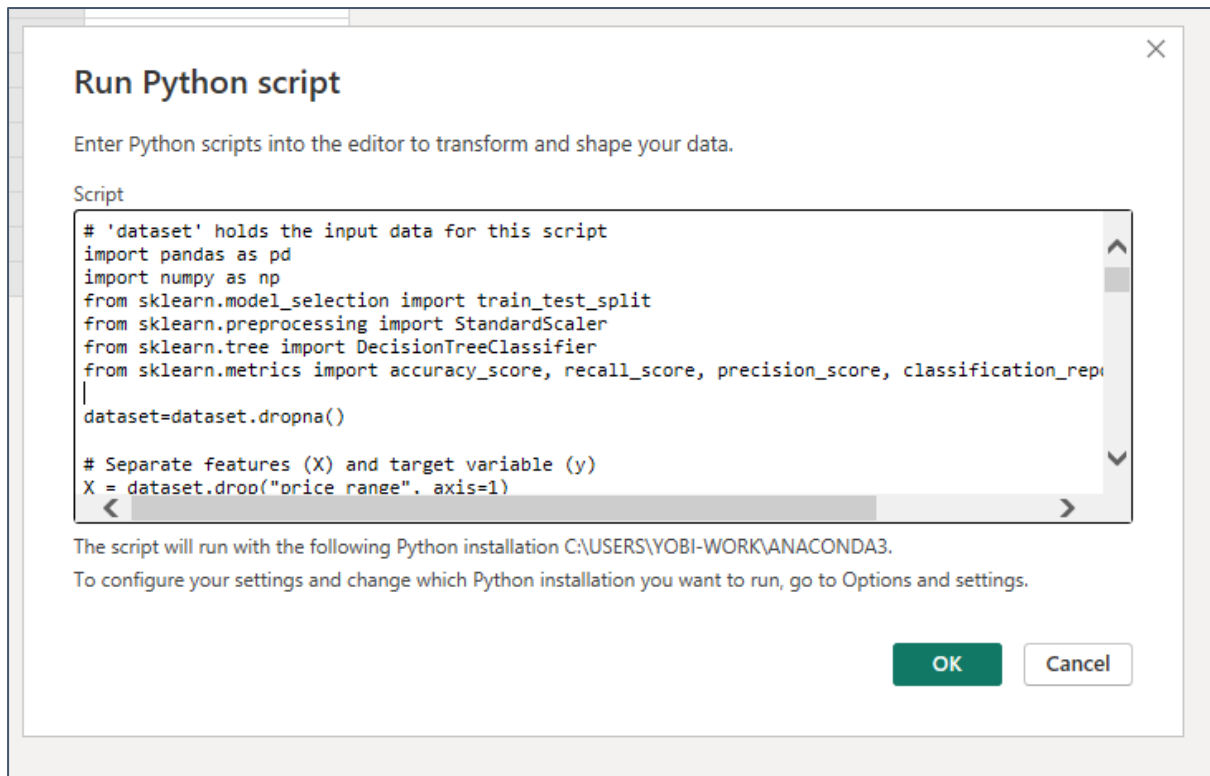 Run Python script
Enter Python scripts into the editor to transform and shape your data.
Script
# 'dataset' holds the input data for this script
import pandas as pd
import numpy as np
from sklearn.model_selection import train_test_split
from sklearn.preprocessing import StandardScaler
from sklearn.tree import DecisionTreeClassifier
from sklearn.metrics import accuracy_score, recall_score, precision_score, classification_repo
dataset=dataset.dropna()
# Separate features (X) and target variable (y)
X = dataset.drop("price_range", axis=1)
The script will run with the following Python installation C:\USERS\YOBI-WORK\ANACONDA3.
To configure your settings and change which Python installation you want to run, go to Options and settings.
OK
Cancel